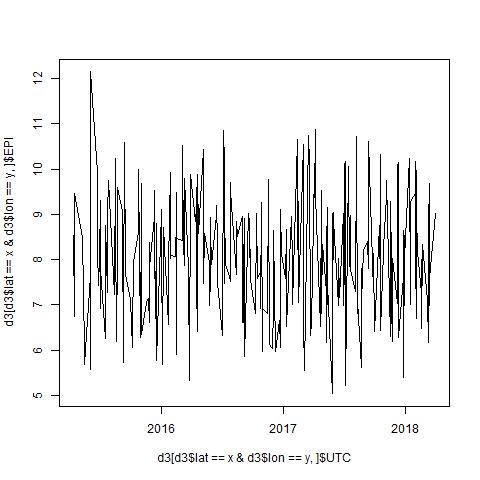 12
11
10
9
8
7
6
5
d3[d3$lat == x & d3$lon == y, ]$EPI
2016 2017 2018
d3[d3$lat == x & d3$lon == y, ]$UTC